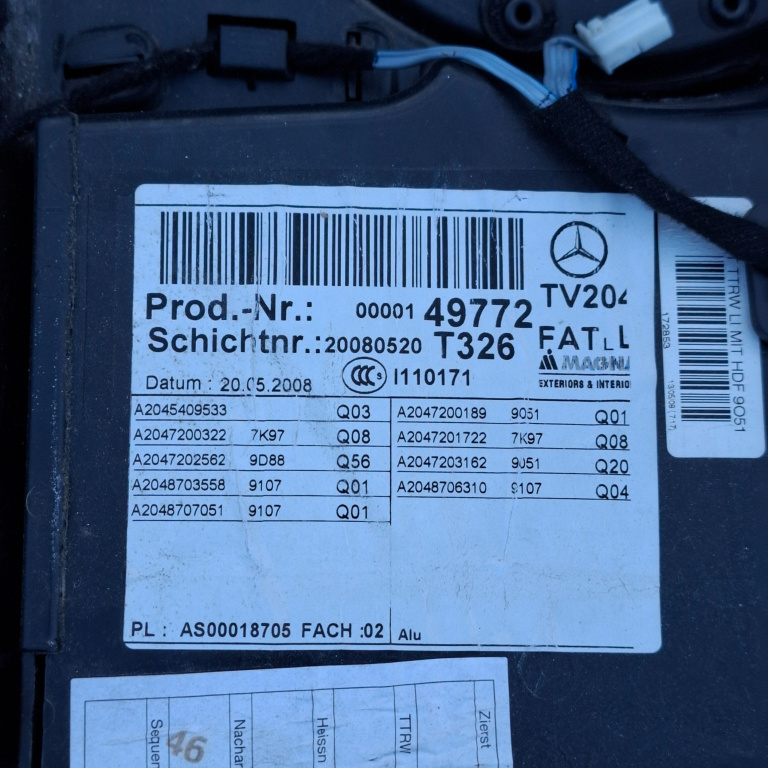 Prod.-Nr.: 00001 49772 TV204
Schichtnr.:20080520 T326 F.ATLL
MAGNA
EXTERIORS & INTERIO
Datum : 20.05.2008 CCC S I110171
A2045409533 Q03
A2047200322 7K97 Q08
A2047202562 9D88 Q56
A2048703558 9107 Q01
A2048707051 9107 Q01
A2047200189 9051 Q01
A2047201722 7K97 Q08
A2047203162 9051 Q20
A2048706310 9107 Q04
PL : AS00018705 FACH :02
Alu
TTRW LI MIT HDF 9051
172853
Sequen
46
Nachar
Heissn
TTRW
Zierst